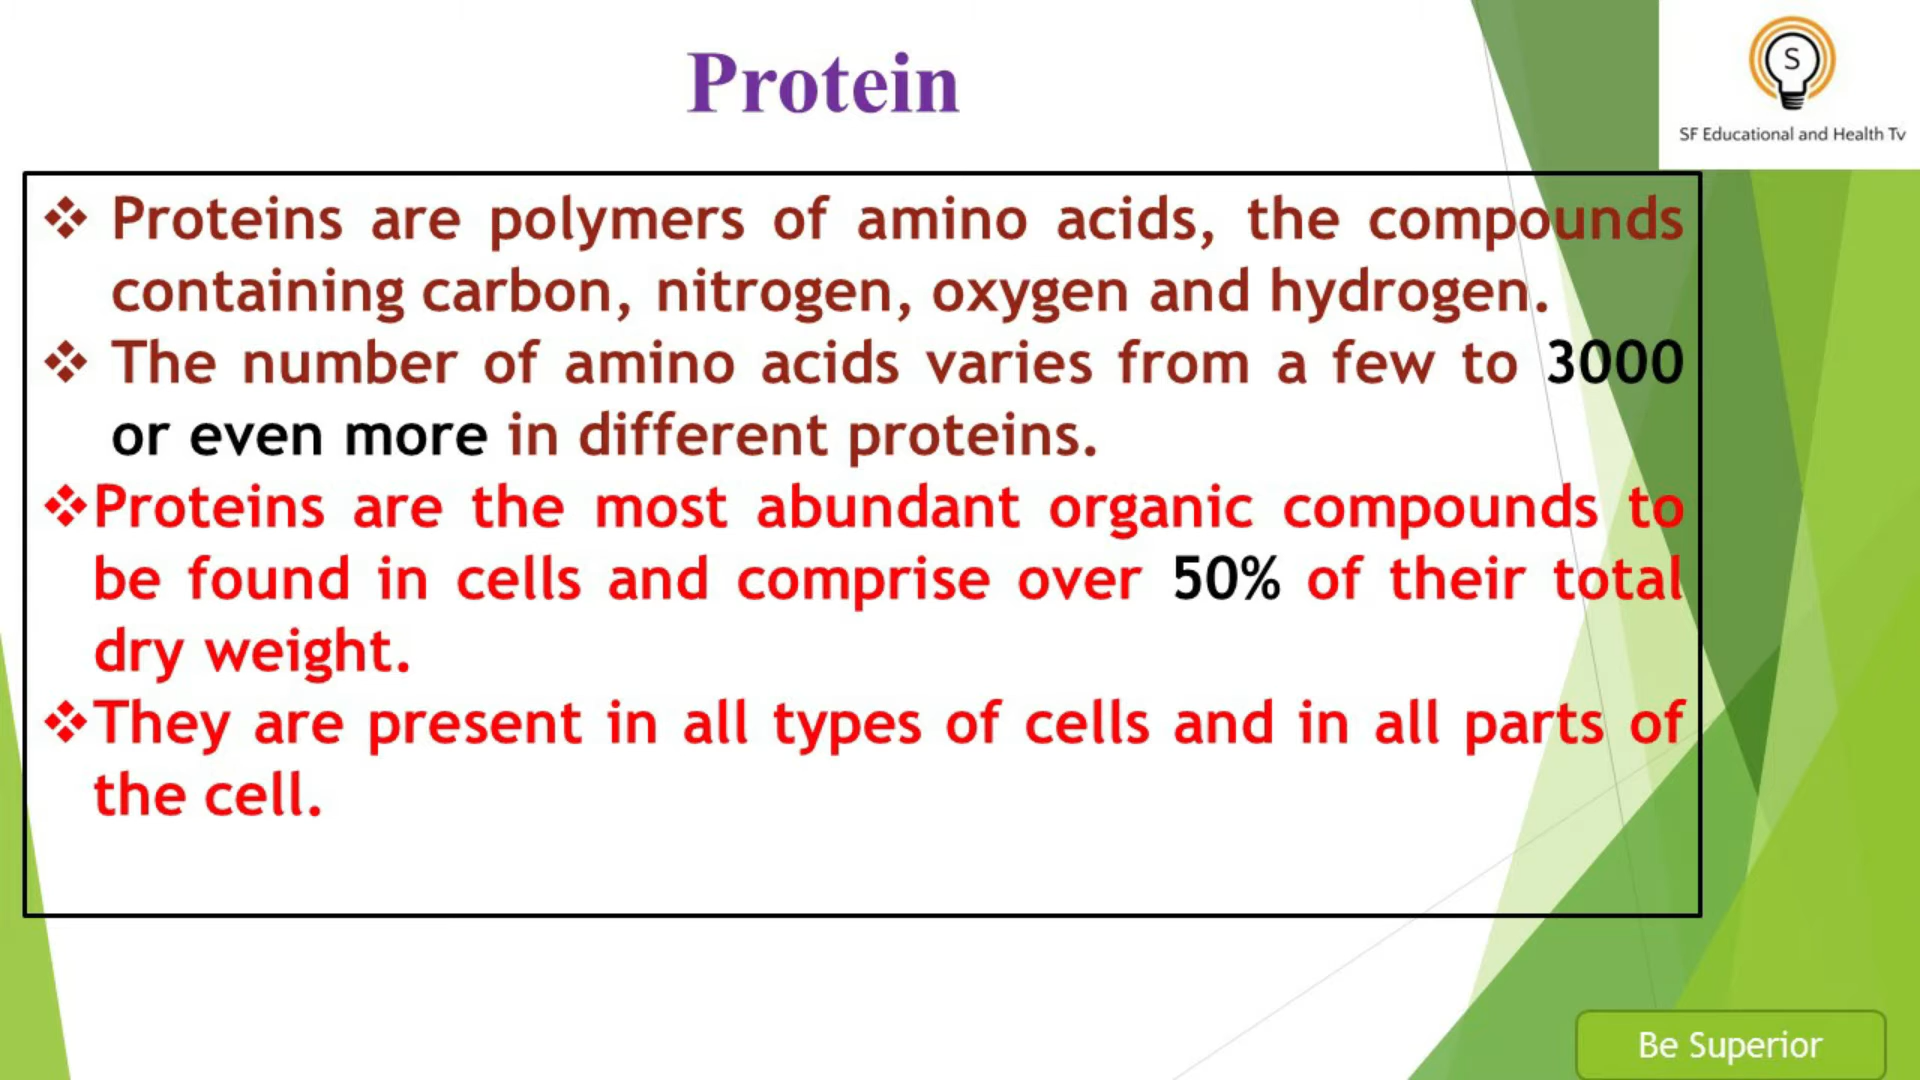 Protein
S
SF Educational and Health Tv
❖ Proteins are polymers of amino acids, the compounds
containing carbon, nitrogen, oxygen and hydrogen.
❖ The number of amino acids varies from a few to 3000
or even more in different proteins.
❖Proteins are the most abundant organic compounds to
be found in cells and comprise over 50% of their total
dry weight.
❖They are present in all types of cells and in all parts of
the cell.
Be Superior